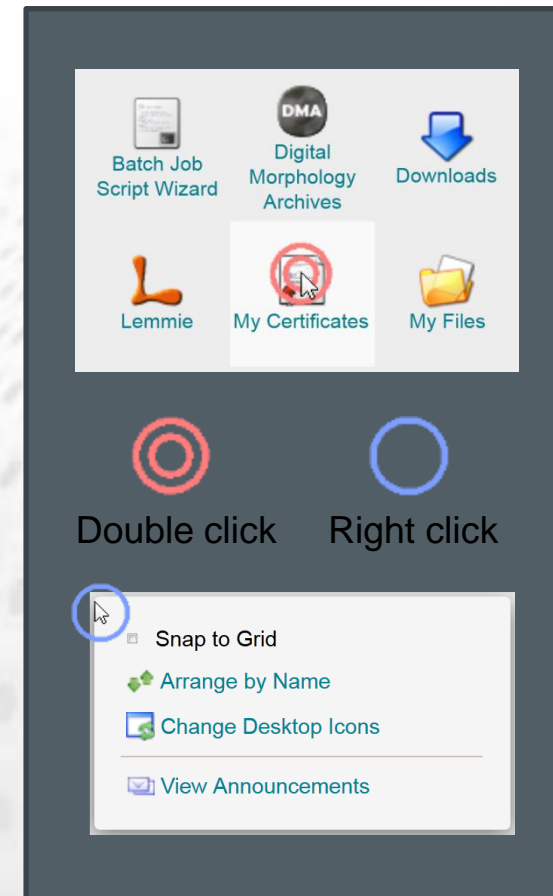 DMA
Batch Job
Script Wizard
Digital
Morphology
Archives
Downloads
Lemmie
My Certificates
My Files
Double click
Right click
Snap to Grid
Arrange by Name
Change Desktop Icons
View Announcements